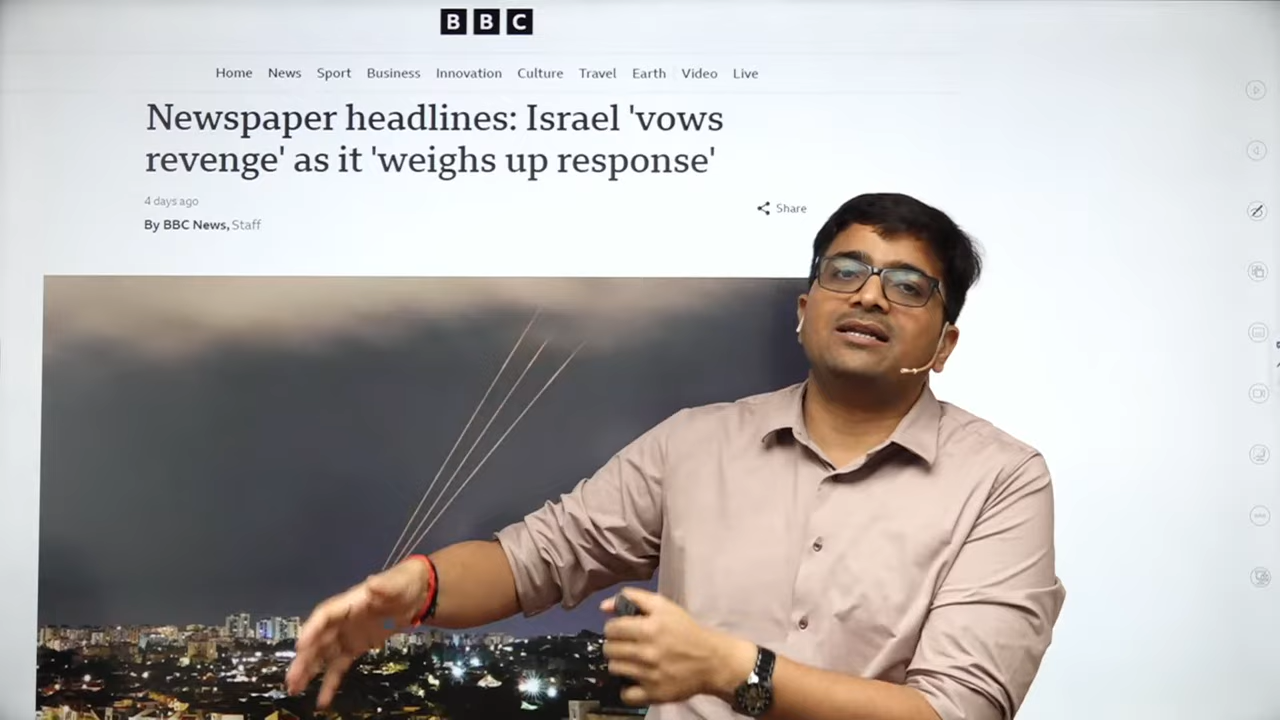 BBC
Home News Sport Business Innovation Culture Travel Earth Video Live
Newspaper headlines: Israel 'vows
revenge' as it 'weighs up response'
4 days ago
Share
By BBC News, Staff